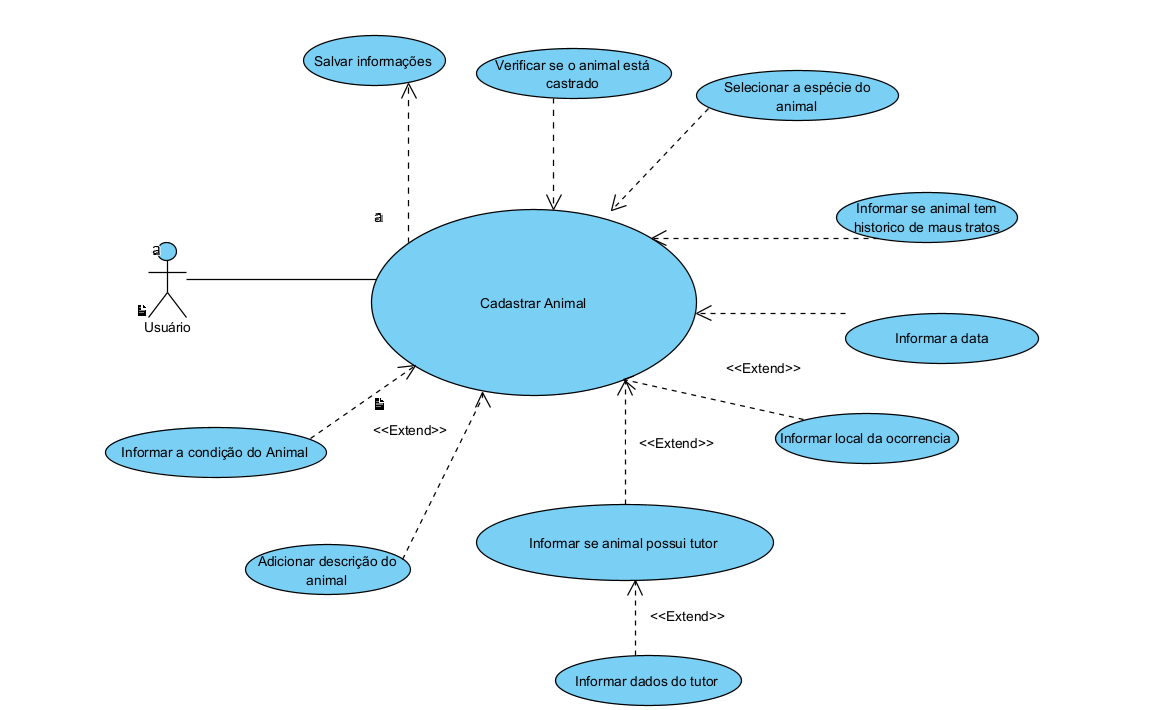 Salvar informações
Verificar se o animal está
castrado
Selecionar a espécie do
animal
a
Informar se animal tem
historico de maus tratos
a
Usuário
Cadastrar Animal
Informar a data
<<Extend>>
<<Extend>>
<<Extend>>
Informar local da ocorrencia
Informar a condição do Animal
Informar se animal possui tutor
Adicionar descrição do
animal
<<Extend>>
Informar dados do tutor